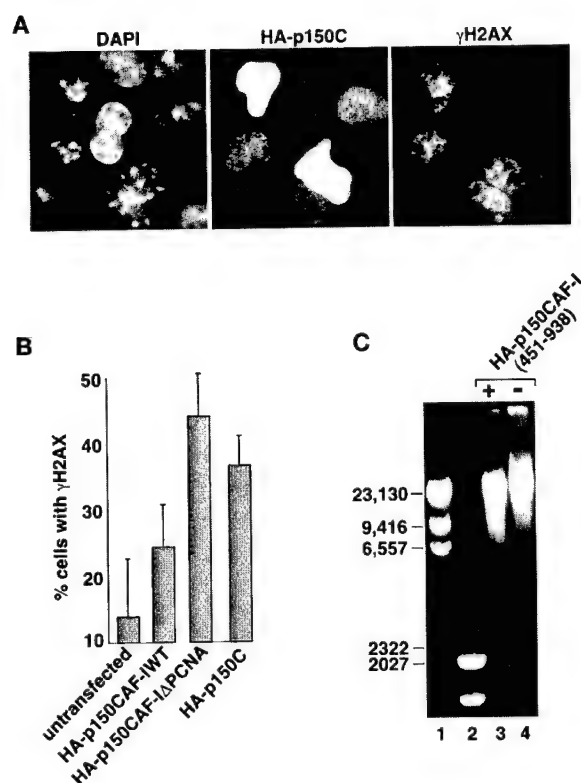 A
DAPI
HA-p150C
γH2AX
B
% cells with γH2AX
50
40
30
20
10
untransfected
HA-p150CAF-IWT
HA-p150CAF-IΔPCNA
HA-p150C
C
HA-p150CAF-I
(451-938)
+ -
23,130
9,416
6,557
2322
2027
1 2 3 4